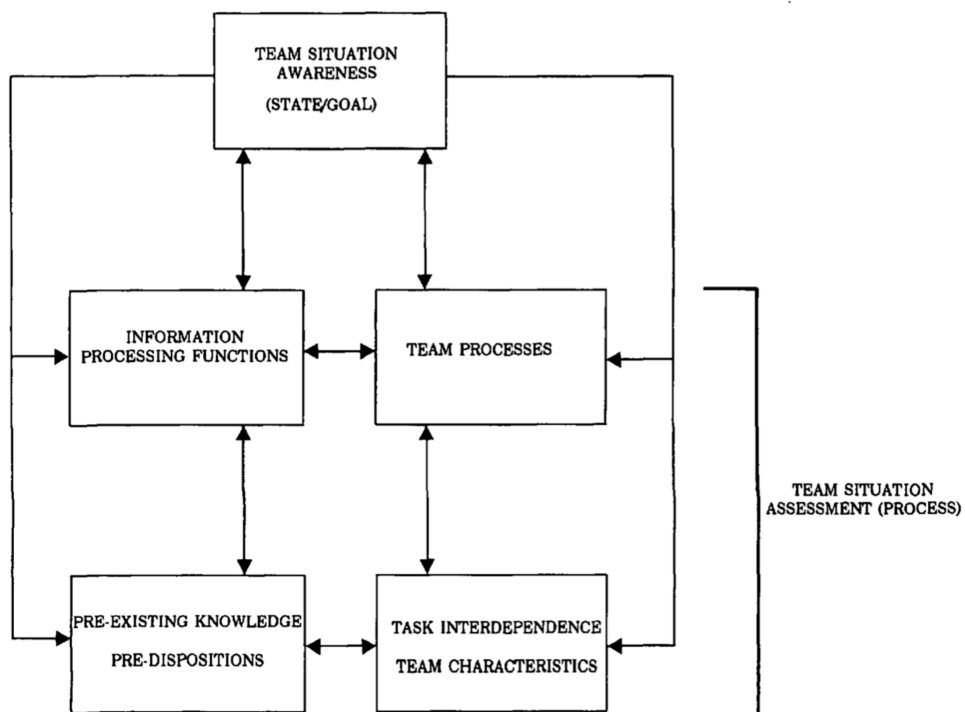 TEAM SITUATION
AWARENESS
(STATE/GOAL)
INFORMATION
PROCESSING FUNCTIONS
TEAM PROCESSES
TEAM SITUATION
ASSESSMENT (PROCESS)
PRE-EXISTING KNOWLEDGE
PRE-DISPOSITIONS
TASK INTERDEPENDENCE
TEAM CHARACTERISTICS